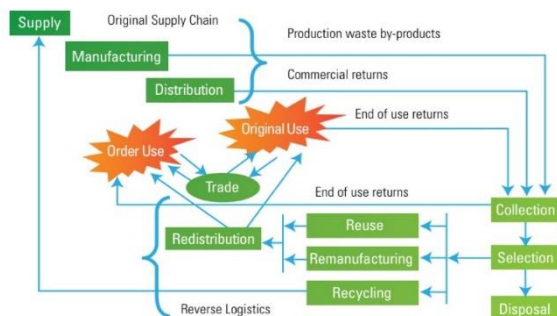 Supply
Original Supply Chain
Manufacturing
Production waste by-products
Distribution
Commercial returns
Original Use
End of use returns
Order Use
Trade
End of use returns
Collection
Reuse
Redistribution
Remanufacturing
Selection
Recycling
Reverse Logistics
Disposal